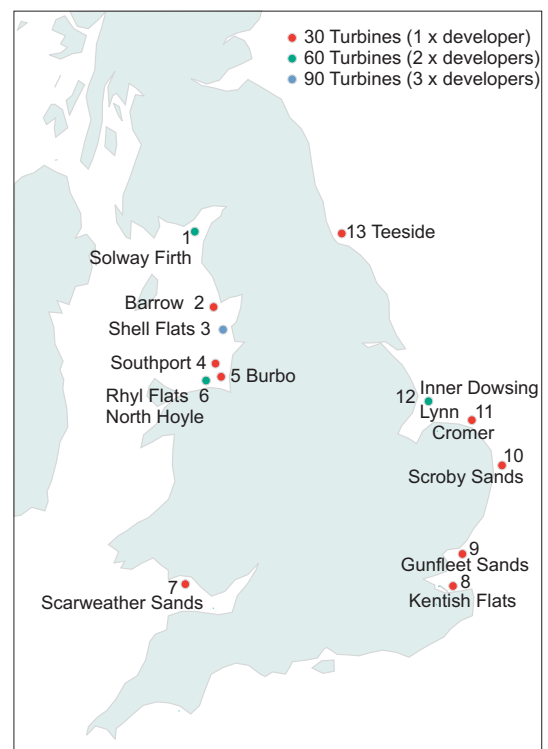 30 Turbines (1 x developer)
60 Turbines (2 x developers)
90 Turbines (3 x developers)
1
Solway Firth
13 Teeside
Barrow 2
Shell Flats 3
Southport 4
5 Burbo
Rhyl Flats 6
North Hoyle
12
Inner Dowsing
Lynn
11
Cromer
10
Scroby Sands
9
Gunfleet Sands
8
Kentish Flats
7
Scarweather Sands